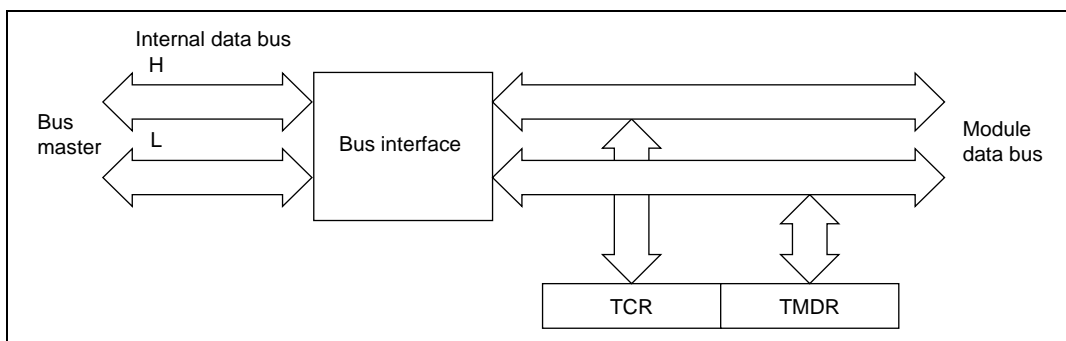 Internal data bus
H
Bus
master
L
Bus interface
Module
data bus
TCR
TMDR